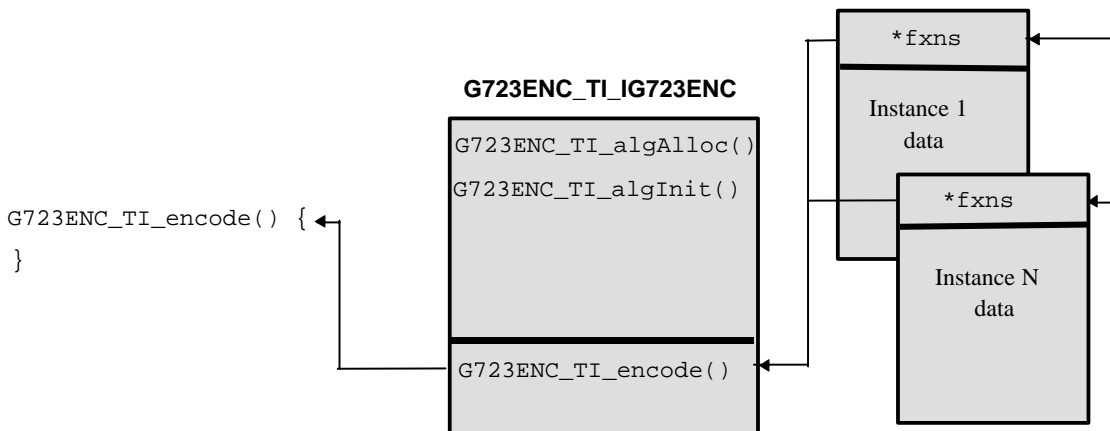 G723ENC_TI_IG723ENC
G723ENC_TI_algAlloc()
G723ENC_TI_algInit()
G723ENC_TI_encode()
G723ENC_TI_encode() {
}
*fxns
Instance 1
data
*fxns
Instance N
data